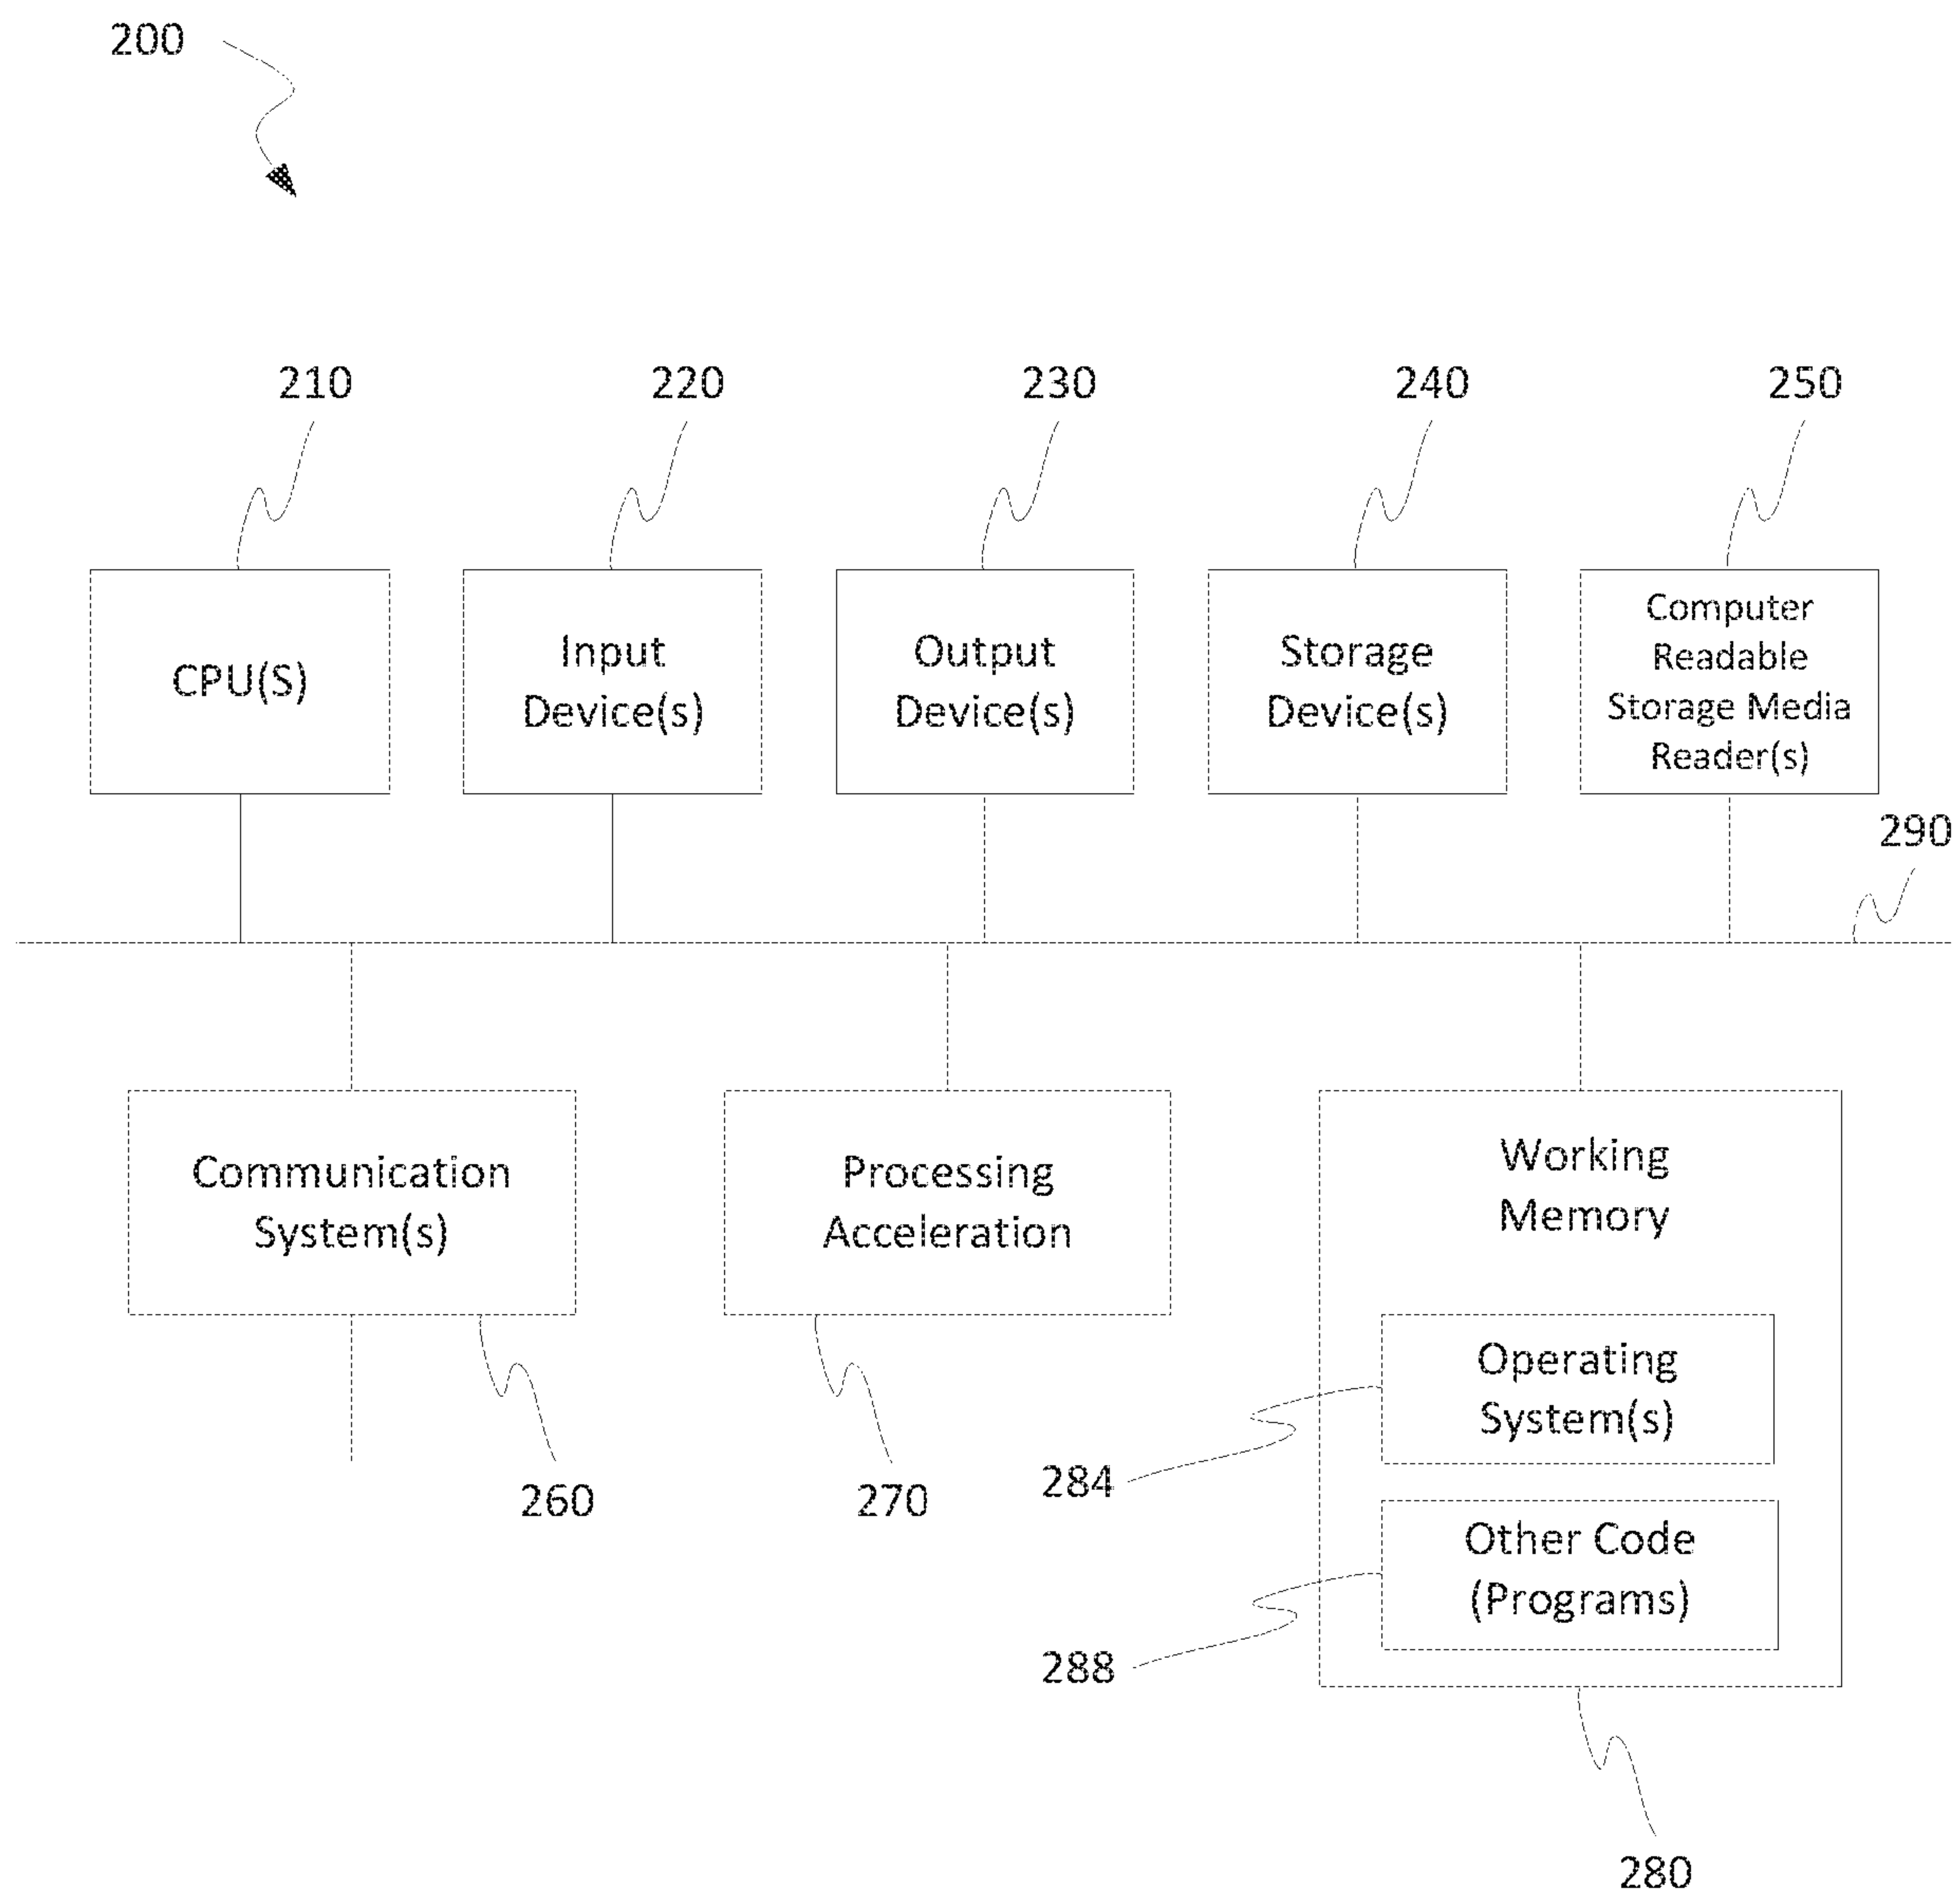 200
210
220
230
240
250
CPU(S)
Input
Device(s)
Output
Device(s)
Storage
Device(s)
Computer
Readable
Storage Media
Reader(s)
290
Communication
System(s)
Processing
Acceleration
Working
Memory
Operating
System(s)
284
260
270
Other Code
(Programs)
288
280